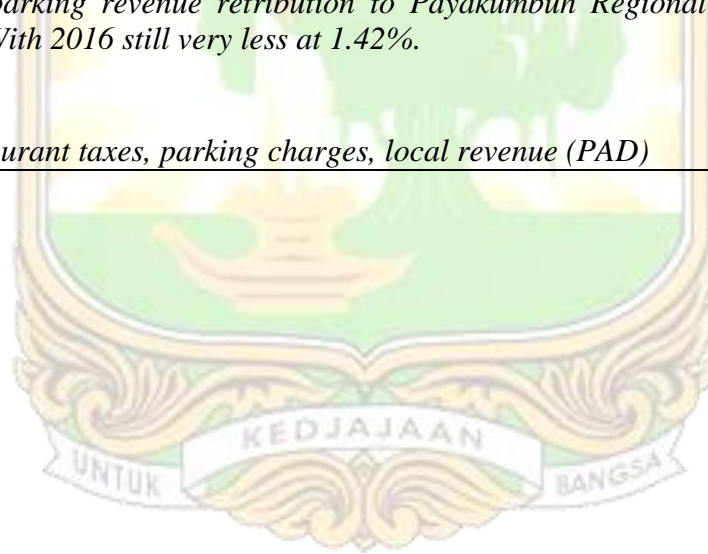 parking revenue retribution to Payakumbuh Regional
With 2016 still very less at 1.42%.
urant taxes, parking charges, local revenue (PAD)
UNTUK KEDJAJAAN BANGSA